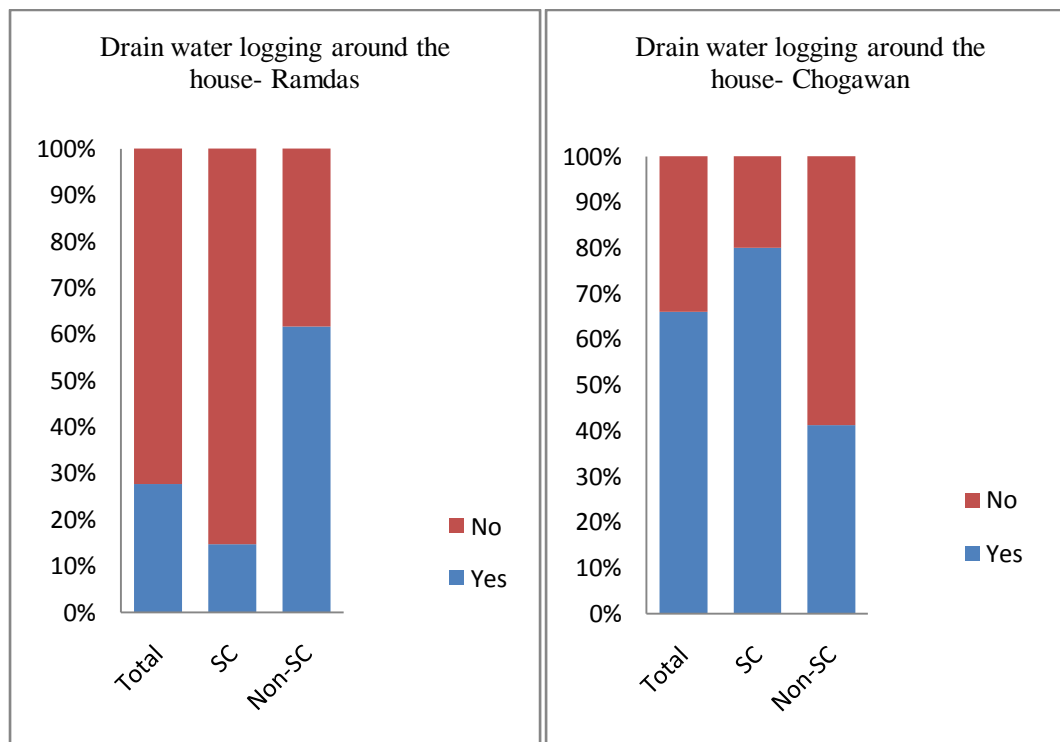 Drain water logging around the
house- Ramdas
100%
90%
80%
70%
60%
50%
40%
30%
20%
10%
0%
Total
SC
Non-SC
No
Yes
Drain water logging around the
house- Chogawan
100%
90%
80%
70%
60%
50%
40%
30%
20%
10%
0%
Total
SC
Non-SC
No
Yes